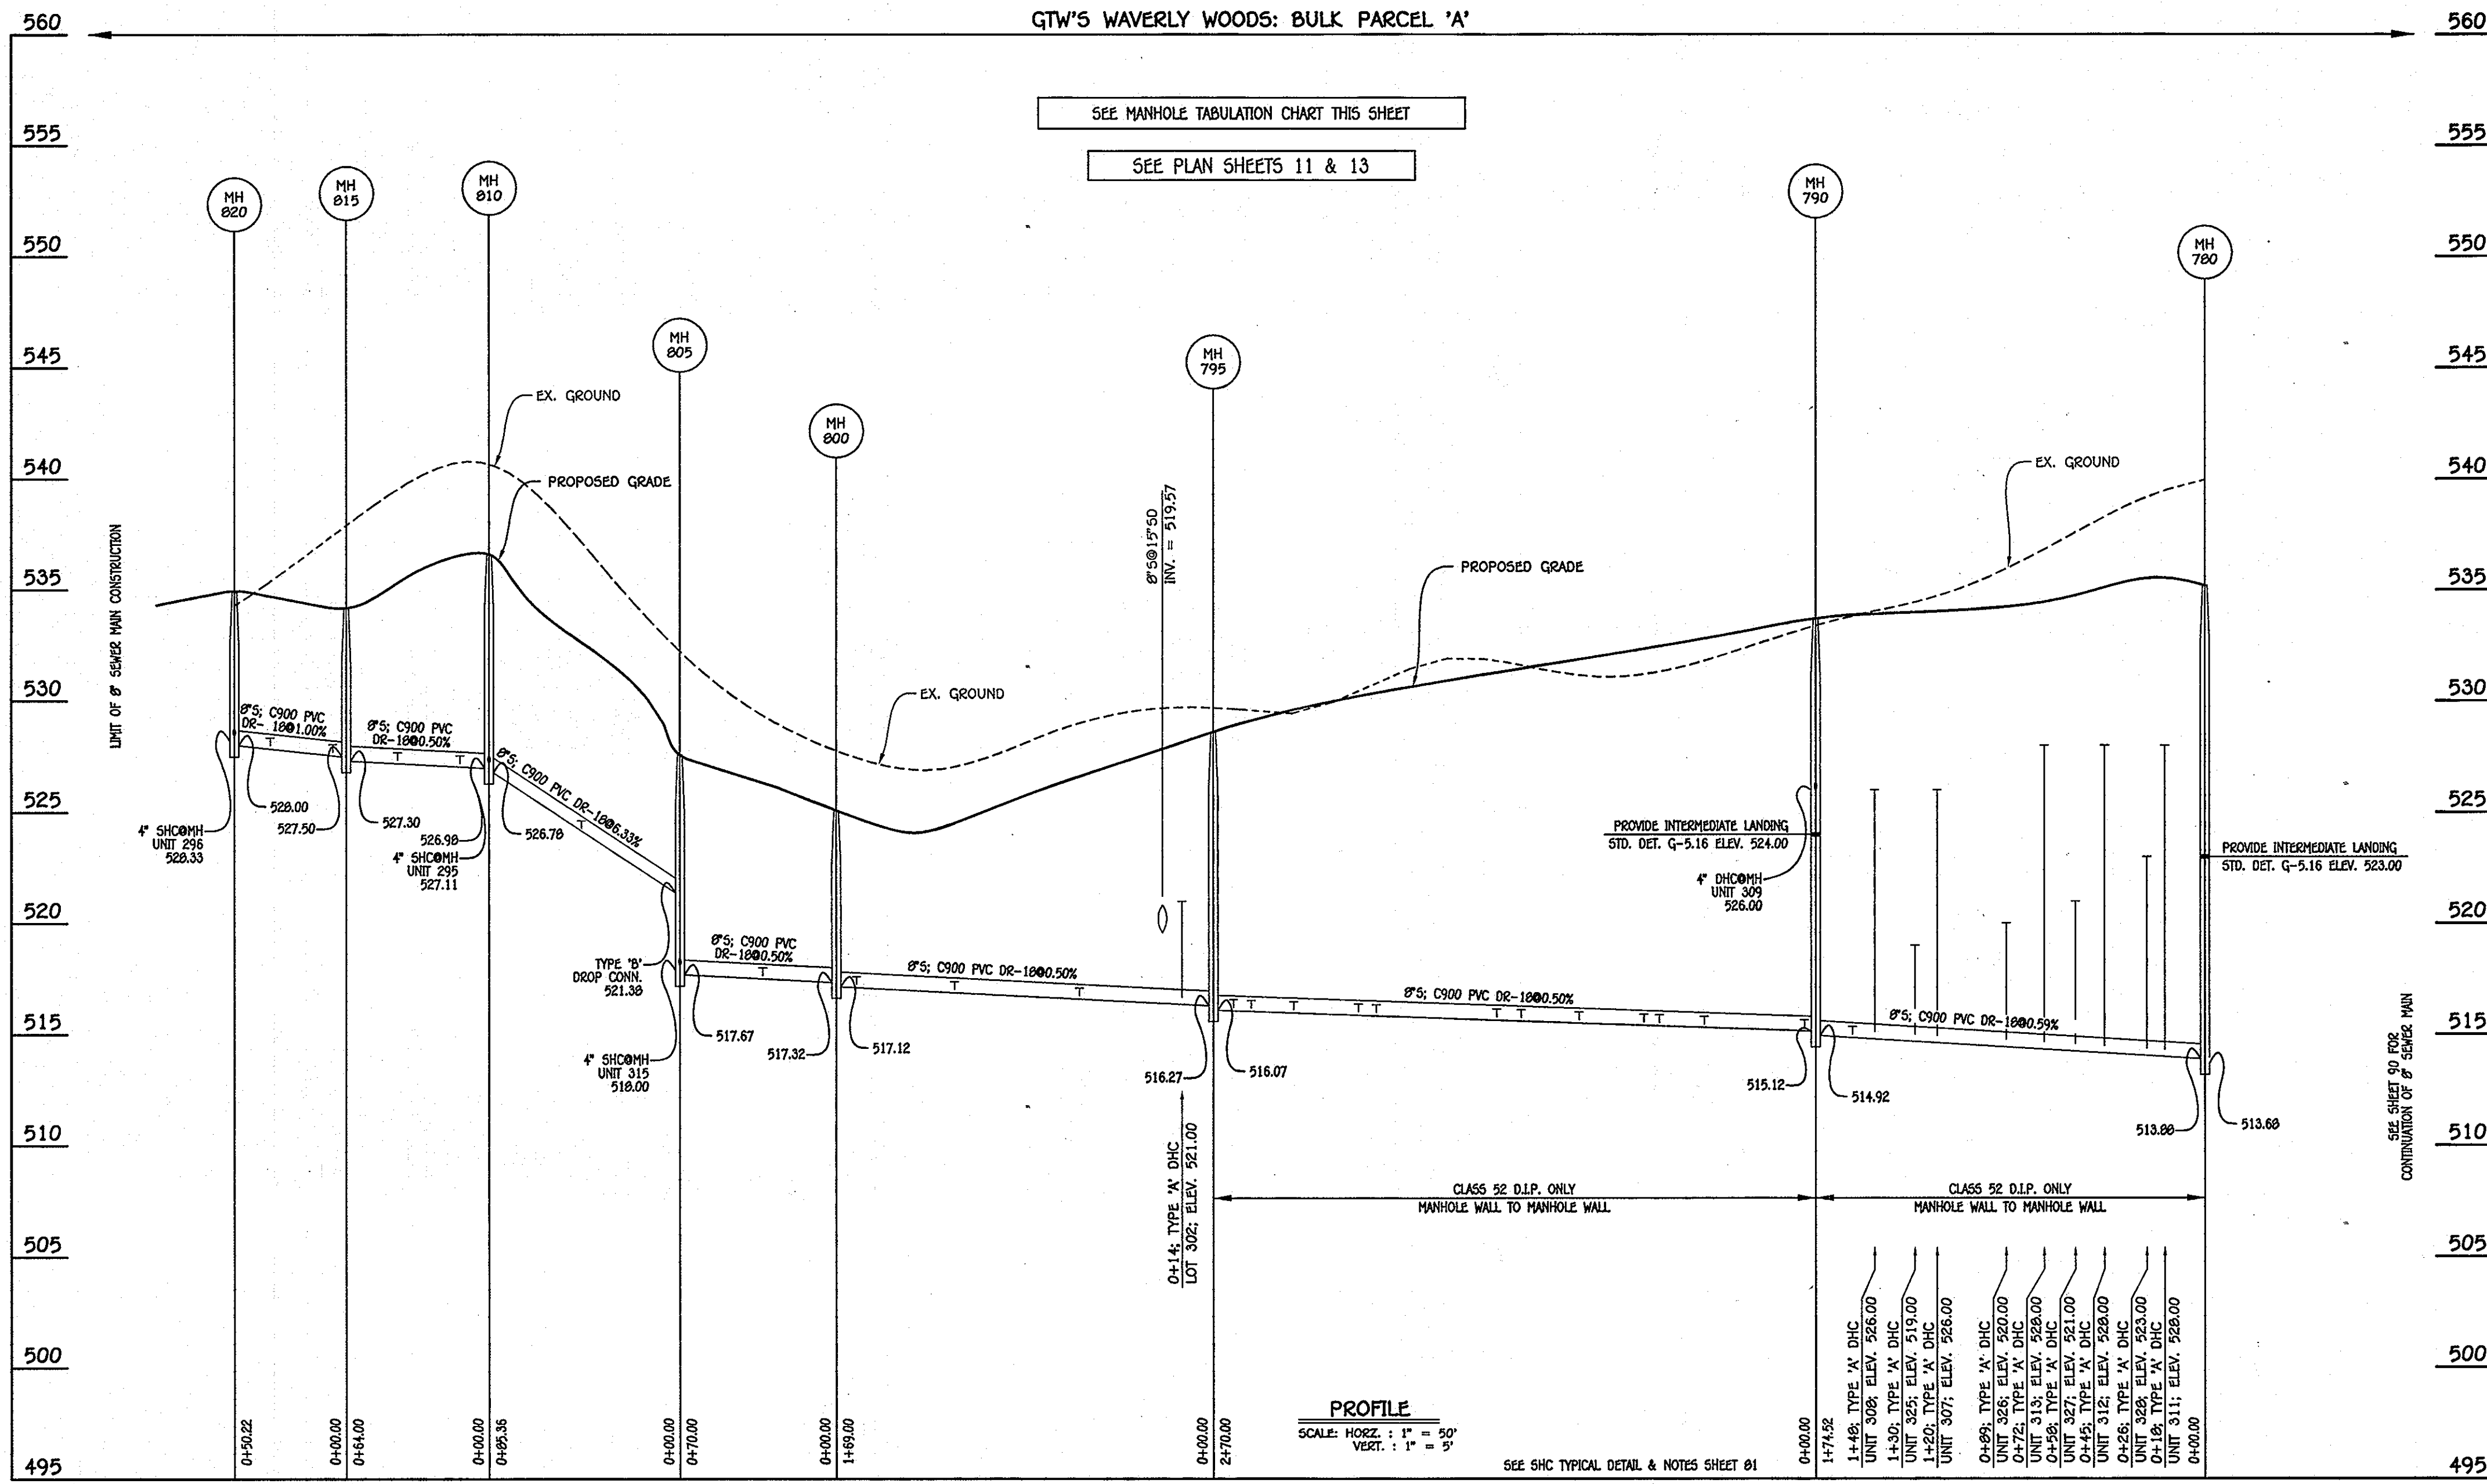 GTW'S WAVERLY WOODS: BULK PARCEL 'A'
560
560
SEE MANHOLE TABULATION CHART THIS SHEET
SEE PLAN SHEETS 11 & 13
555
555
550
550
545
545
540
540
535
535
530
530
525
525
520
520
515
515
510
510
505
505
500
500
495
495
MH
820
MH
815
MH
810
MH
805
MH
800
MH
795
MH
790
MH
780
EX. GROUND
PROPOSED GRADE
EX. GROUND
PROPOSED GRADE
EX. GROUND
LIMIT OF 8" SEWER MAIN CONSTRUCTION
8"S; C900 PVC
DR- 18@1.00%
8"S; C900 PVC
DR-18@0.50%
8"S; C900 PVC DR-18@6.33%
8"S; C900 PVC
DR-18@0.50%
8"S; C900 PVC DR-18@0.50%
8"S; C900 PVC DR-18@0.50%
8"S; C900 PVC DR-18@0.59%
4" SHC@MH
UNIT 296
528.33
528.00
527.50
527.30
526.98
4" SHC@MH
UNIT 295
527.11
526.78
TYPE 'B'
DROP CONN.
521.38
4" SHC@MH
UNIT 315
518.00
517.67
517.32
517.12
8"S@15"SD
INV. = 519.57
516.27
516.07
0+14; TYPE 'A' DHC
LOT 302; ELEV. 521.00
PROVIDE INTERMEDIATE LANDING
STD. DET. G-5.16 ELEV. 524.00
4" DHC@MH
UNIT 309
526.00
515.12
514.92
PROVIDE INTERMEDIATE LANDING
STD. DET. G-5.16 ELEV. 523.00
513.88
513.68
SEE SHEET 90 FOR
CONTINUATION OF 8" SEWER MAIN
CLASS 52 D.I.P. ONLY
MANHOLE WALL TO MANHOLE WALL
CLASS 52 D.I.P. ONLY
MANHOLE WALL TO MANHOLE WALL
0+50.22
0+00.00
0+64.00
0+00.00
0+85.36
0+00.00
0+70.00
0+00.00
1+69.00
0+00.00
2+70.00
0+00.00
1+74.52
1+48; TYPE 'A' DHC
UNIT 308; ELEV. 526.00
1+30; TYPE 'A' DHC
UNIT 325; ELEV. 519.00
1+20; TYPE 'A' DHC
UNIT 307; ELEV. 526.00
0+89; TYPE 'A' DHC
UNIT 326; ELEV. 520.00
0+72; TYPE 'A' DHC
UNIT 313; ELEV. 528.00
0+58; TYPE 'A' DHC
UNIT 327; ELEV. 521.00
0+45; TYPE 'A' DHC
UNIT 312; ELEV. 528.00
0+26; TYPE 'A' DHC
UNIT 328; ELEV. 523.00
0+18; TYPE 'A' DHC
UNIT 311; ELEV. 528.00
0+00.00
PROFILE
SCALE: HORZ. : 1" = 50'
VERT. : 1" = 5'
SEE SHC TYPICAL DETAIL & NOTES SHEET 81